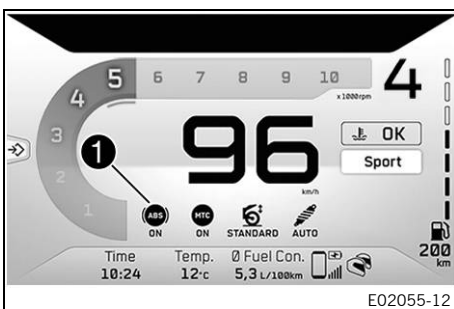 1 2 3 4 5 6 7 8 9 10
x 1000rpm
4
96
km/h
OK
Sport
1
ABS
ON
MTC
ON
STANDARD
AUTO
200
km
Time
10:24
Temp.
12°C
Ø Fuel Con.
5,3 L/100km
E02055-12